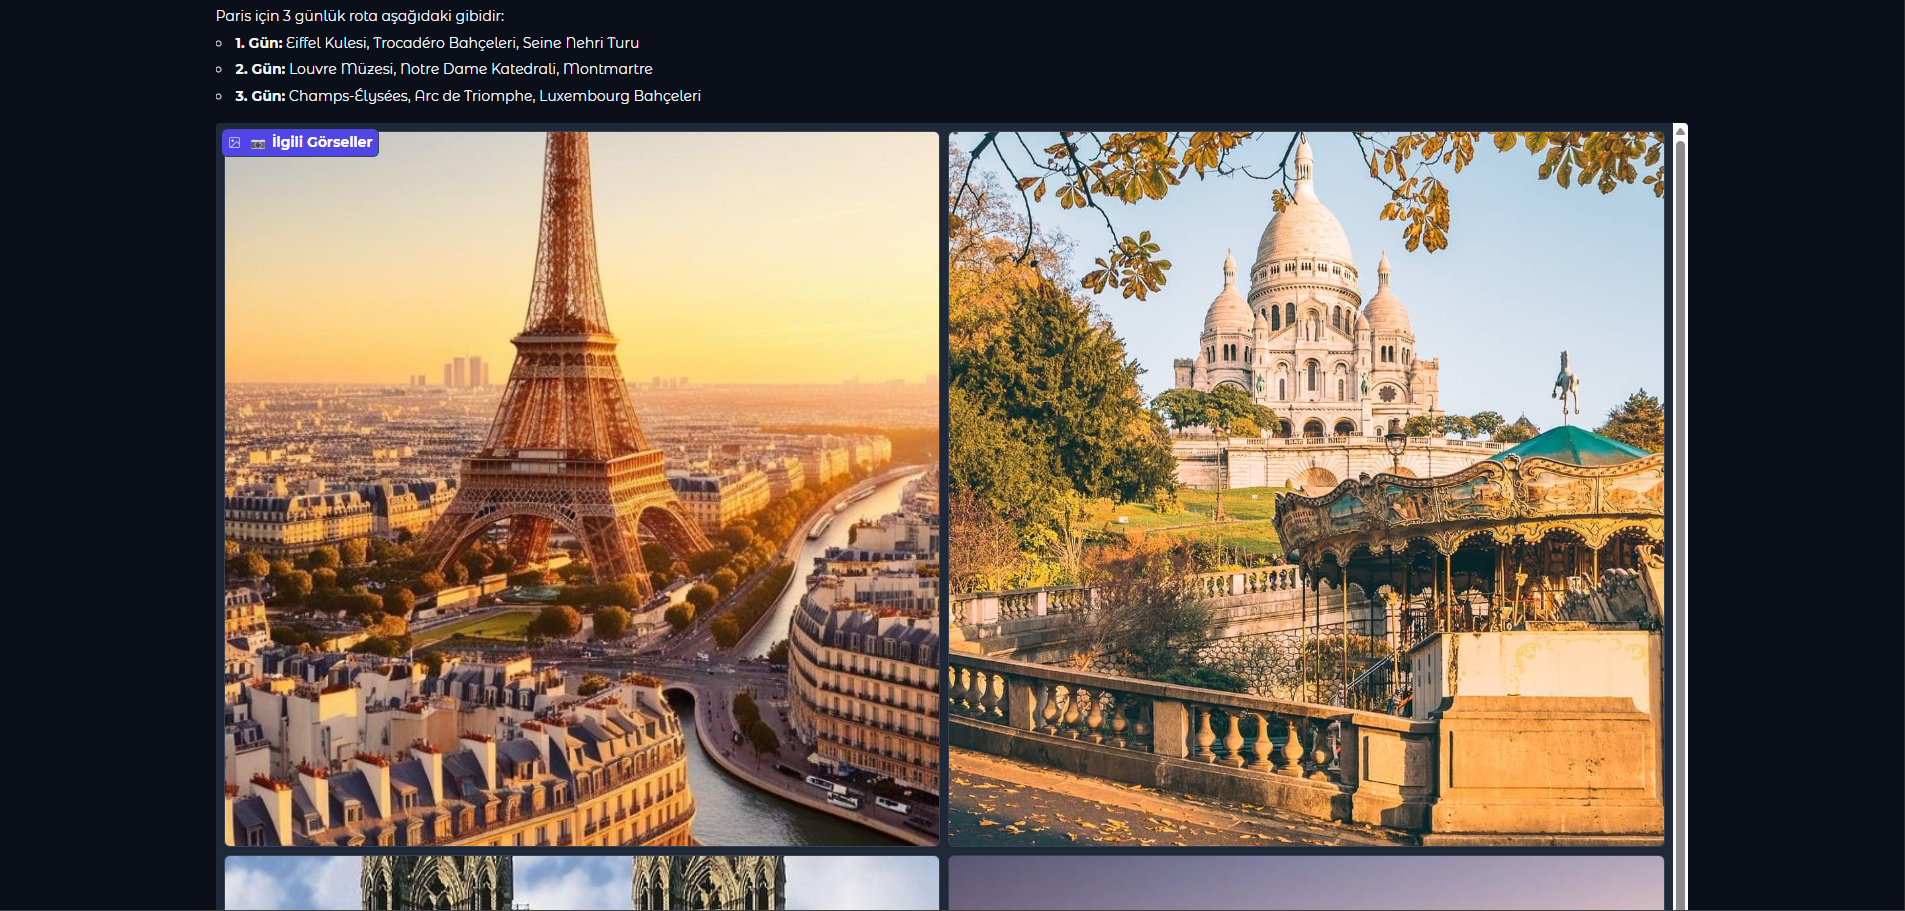 Paris için 3 günlük rota aşağıdaki gibidir:
1. Gün: Eiffel Kulesi, Trocadéro Bahçeleri, Seine Nehri Turu
2. Gün: Louvre Müzesi, Notre Dame Katedrali, Montmartre
3. Gün: Champs-Élysées, Arc de Triomphe, Luxembourg Bahçeleri
İlgili Görseller